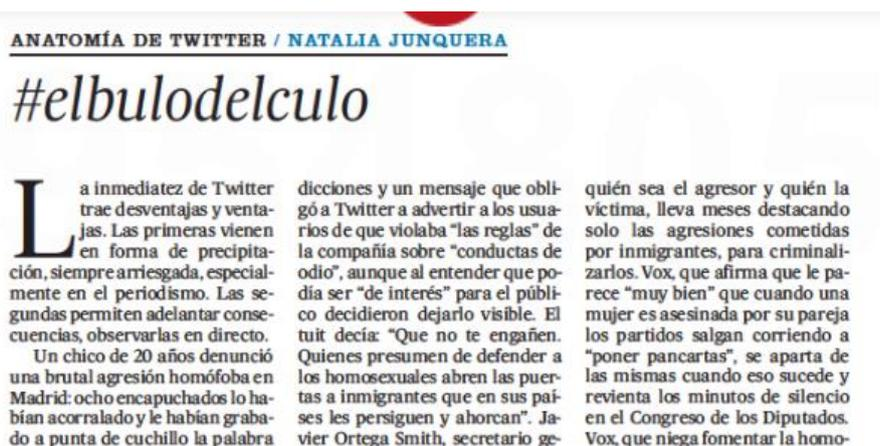 ANATOMÍA DE TWITTER / NATALIA JUNQUERA
#elbulodelculo
La inmediatez de Twitter
trae desventajas y venta-
jas. Las primeras vienen
en forma de precipita-
ción, siempre arriesgada, especial-
mente en el periodismo. Las se-
gundas permiten adelantar conse-
cuencias, observarlas en directo.
Un chico de 20 años denunció
una brutal agresión homófoba en
Madrid: ocho encapuchados lo ha-
bían acorralado y le habían graba-
do a punta de cuchillo la palabra
dicciones y un mensaje que obli-
gó a Twitter a advertir a los usua-
rios de que violaba “las reglas” de
la compañía sobre “conductas de
odio”, aunque al entender que po-
día ser “de interés” para el públi-
co decidieron dejarlo visible. El
tuit decía: “Que no te engañen.
Quienes presumen de defender a
los homosexuales abren las puer-
tas a inmigrantes que en sus paí-
ses les persiguen y ahorcan”. Ja-
vier Ortega Smith, secretario ge-
quién sea el agresor y quién la
víctima, lleva meses destacando
solo las agresiones cometidas
por inmigrantes, para criminali-
zarlos. Vox, que afirma que le pa-
rece “muy bien” que cuando una
mujer es asesinada por su pareja
los partidos salgan corriendo a
“poner pancartas”, se aparta de
las mismas cuando eso sucede y
revienta los minutos de silencio
en el Congreso de los Diputados.
Vox, que niega fomentar la homo-